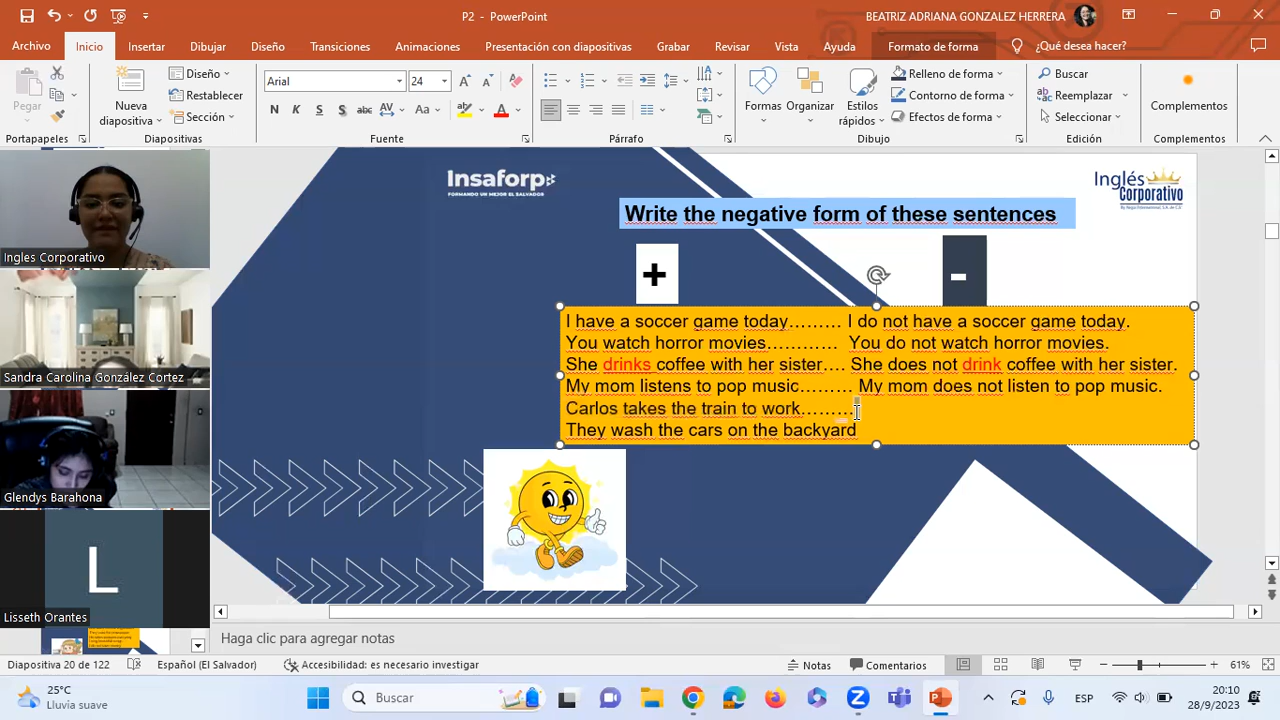 P2 - PowerPoint
BEATRIZ ADRIANA GONZALEZ HERRERA
Archivo Inicio Insertar Dibujar Diseño Transiciones Animaciones Presentación con diapositivas Grabar Revisar Vista Ayuda Formato de forma ¿Qué desea hacer?
Pegar
Portapapeles
Nueva diapositiva
Diseño
Restablecer
Sección
Diapositivas
Arial 24
N K S S abc AV Aa
Fuente
Párrafo
Formas
Organizar
Estilos rápidos
Relleno de forma
Contorno de forma
Efectos de forma
Dibujo
Buscar
Reemplazar
Seleccionar
Edición
Complementos
Complementos
Ingles Corporativo
Sandra Carolina González Cortez
Glendys Barahona
L
Lisseth Orantes
Insaforp
FORMANDO UN MEJOR EL SALVADOR
Inglés
Corporativo
Write the negative form of these sentences
+ -
I have a soccer game today……… I do not have a soccer game today.
You watch horror movies………… You do not watch horror movies.
She drinks coffee with her sister…. She does not drink coffee with her sister.
My mom listens to pop music……… My mom does not listen to pop music.
Carlos takes the train to work………
They wash the cars on the backyard
Haga clic para agregar notas
Diapositiva 20 de 122 Español (El Salvador) Accesibilidad: es necesario investigar Notas Comentarios 61%
25°C
Lluvia suave
Buscar
ESP
20:10
28/9/2023